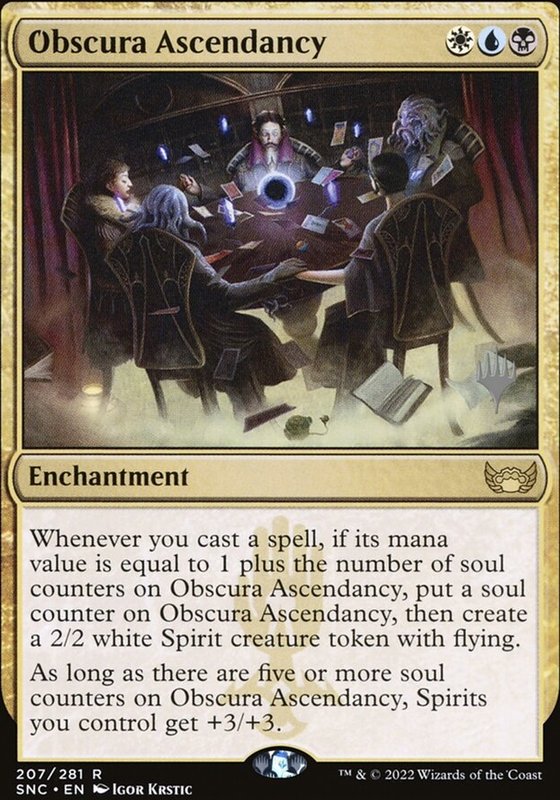 Obscura Ascendancy
Enchantment
Whenever you cast a spell, if its mana
value is equal to 1 plus the number of soul
counters on Obscura Ascendancy, put a soul
counter on Obscura Ascendancy, then create
a 2/2 white Spirit creature token with flying.
As long as there are five or more soul
counters on Obscura Ascendancy, Spirits
you control get +3/+3.
207/281 R
SNC • EN Igor Krstic
™ & © 2022 Wizards of the Coast